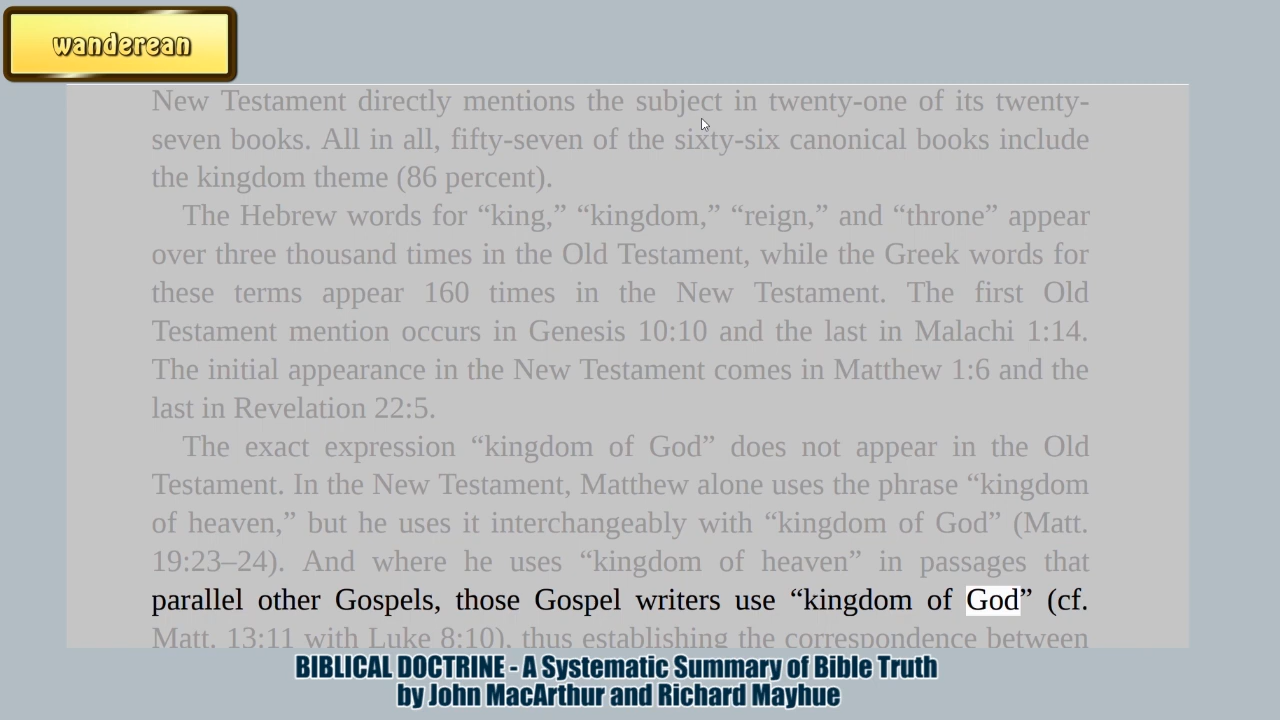 wanderean
New Testament directly mentions the subject in twenty-one of its twenty-
seven books. All in all, fifty-seven of the sixty-six canonical books include
the kingdom theme (86 percent).
The Hebrew words for “king,” “kingdom,” “reign,” and “throne” appear
over three thousand times in the Old Testament, while the Greek words for
these terms appear 160 times in the New Testament. The first Old
Testament mention occurs in Genesis 10:10 and the last in Malachi 1:14.
The initial appearance in the New Testament comes in Matthew 1:6 and the
last in Revelation 22:5.
The exact expression “kingdom of God” does not appear in the Old
Testament. In the New Testament, Matthew alone uses the phrase “kingdom
of heaven,” but he uses it interchangeably with “kingdom of God” (Matt.
19:23–24). And where he uses “kingdom of heaven” in passages that
parallel other Gospels, those Gospel writers use “kingdom of God” (cf.
Matt. 13:11 with Luke 8:10), thus establishing the correspondence between
BIBLICAL DOCTRINE - A Systematic Summary of Bible Truth
by John MacArthur and Richard Mayhue